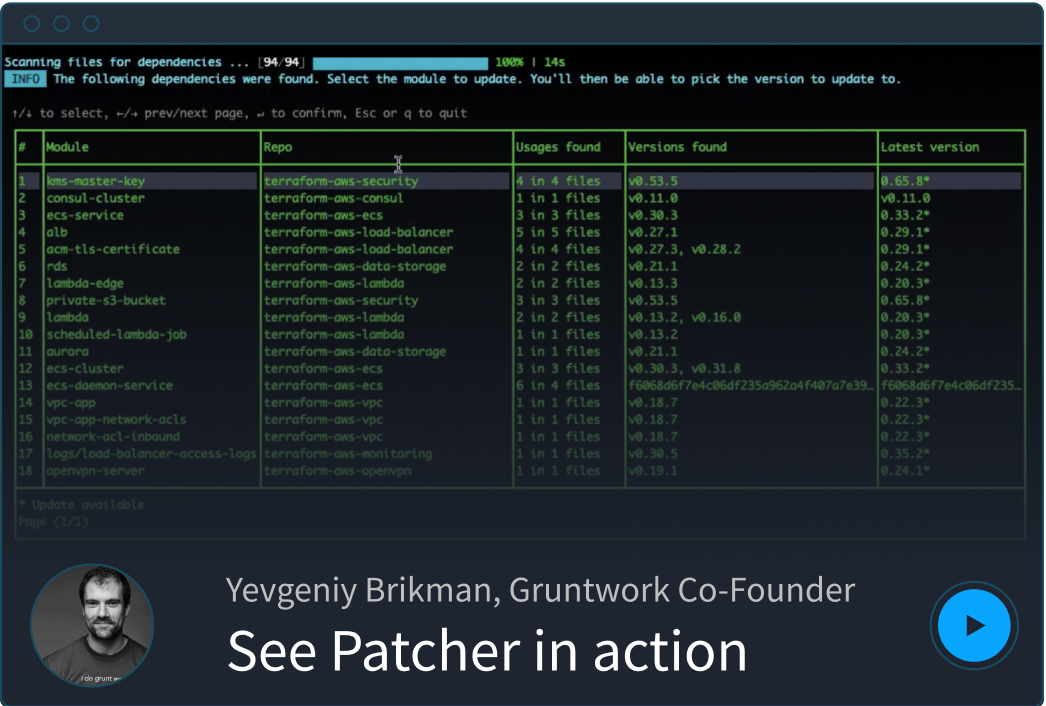 Scanning files for dependencies ... [94/94] 100% | 14s
INFO The following dependencies were found. Select the module to update. You'll then be able to pick the version to update to.
↑/↓ to select, ←/→ prev/next page, ↵ to confirm, Esc or q to quit
# Module Repo Usages found Versions found Latest version
1 kms-master-key terraform-aws-security 4 in 4 files v0.53.5 0.65.8*
2 consul-cluster terraform-aws-consul 1 in 1 files v0.11.0 v0.11.0
3 ecs-service terraform-aws-ecs 3 in 3 files v0.30.3 0.33.2*
4 alb terraform-aws-load-balancer 5 in 5 files v0.27.1 0.29.1*
5 acm-tls-certificate terraform-aws-load-balancer 4 in 4 files v0.27.3, v0.28.2 0.29.1*
6 rds terraform-aws-data-storage 2 in 2 files v0.21.1 0.24.2*
7 lambda-edge terraform-aws-lambda 2 in 2 files v0.13.3 0.20.3*
8 private-s3-bucket terraform-aws-security 3 in 3 files v0.53.5 0.65.8*
9 lambda terraform-aws-lambda 2 in 2 files v0.13.2, v0.16.0 0.20.3*
10 scheduled-lambda-job terraform-aws-lambda 1 in 1 files v0.13.2 0.20.3*
11 aurora terraform-aws-data-storage 1 in 1 files v0.21.1 0.24.2*
12 ecs-cluster terraform-aws-ecs 3 in 3 files v0.30.3, v0.31.8 0.33.2*
13 ecs-daemon-service terraform-aws-ecs 6 in 4 files f6068d6f7e4c06df235a962a4f407a7e39… f6068d6f7e4c06df235…
14 vpc-app terraform-aws-vpc 1 in 1 files v0.18.7 0.22.3*
15 vpc-app-network-acls terraform-aws-vpc 1 in 1 files v0.18.7 0.22.3*
16 network-acl-inbound terraform-aws-vpc 1 in 1 files v0.18.7 0.22.3*
17 logs/load-balancer-access-logs terraform-aws-monitoring 1 in 1 files v0.30.5 0.35.2*
18 openvpn-server terraform-aws-openvpn 1 in 1 files v0.19.1 0.24.1*
* Update available
Page (1/1)
I do grunt
Yevgeniy Brikman, Gruntwork Co-Founder
See Patcher in action